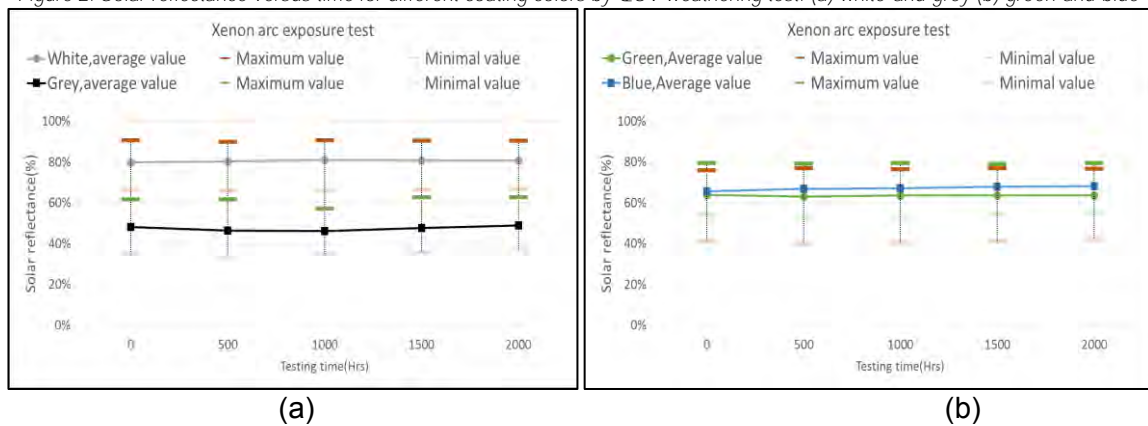 Figure 2. Solar reflectance versus time for different coating colors by QUV weathering test. (a) white and grey (b) green and blue
Xenon arc exposure test
White,average value Maximum value Minimal value
Grey,average value Maximum value Minimal value
100%
80%
60%
40%
20%
0%
Solar reflectance(%)
0 500 1000 1500 2000
Testing time(Hrs)
(a)
Xenon arc exposure test
Green,Average value Maximum value Minimal value
Blue,Average value Maximum value Minimal value
100%
80%
60%
40%
20%
0%
Solar reflectance(%)
0 500 1000 1500 2000
Testing time(Hrs)
(b)